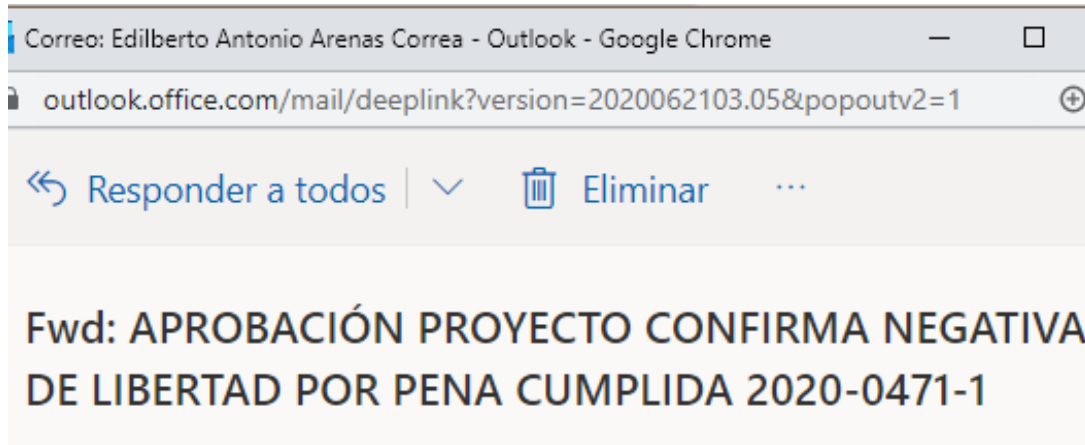 Correo: Edilberto Antonio Arenas Correa - Outlook - Google Chrome
outlook.office.com/mail/deeplink?version=2020062103.05&popoutv2=1
Responder a todos Eliminar ...
Fwd: APROBACIÓN PROYECTO CONFIRMA NEGATIVA
DE LIBERTAD POR PENA CUMPLIDA 2020-0471-1